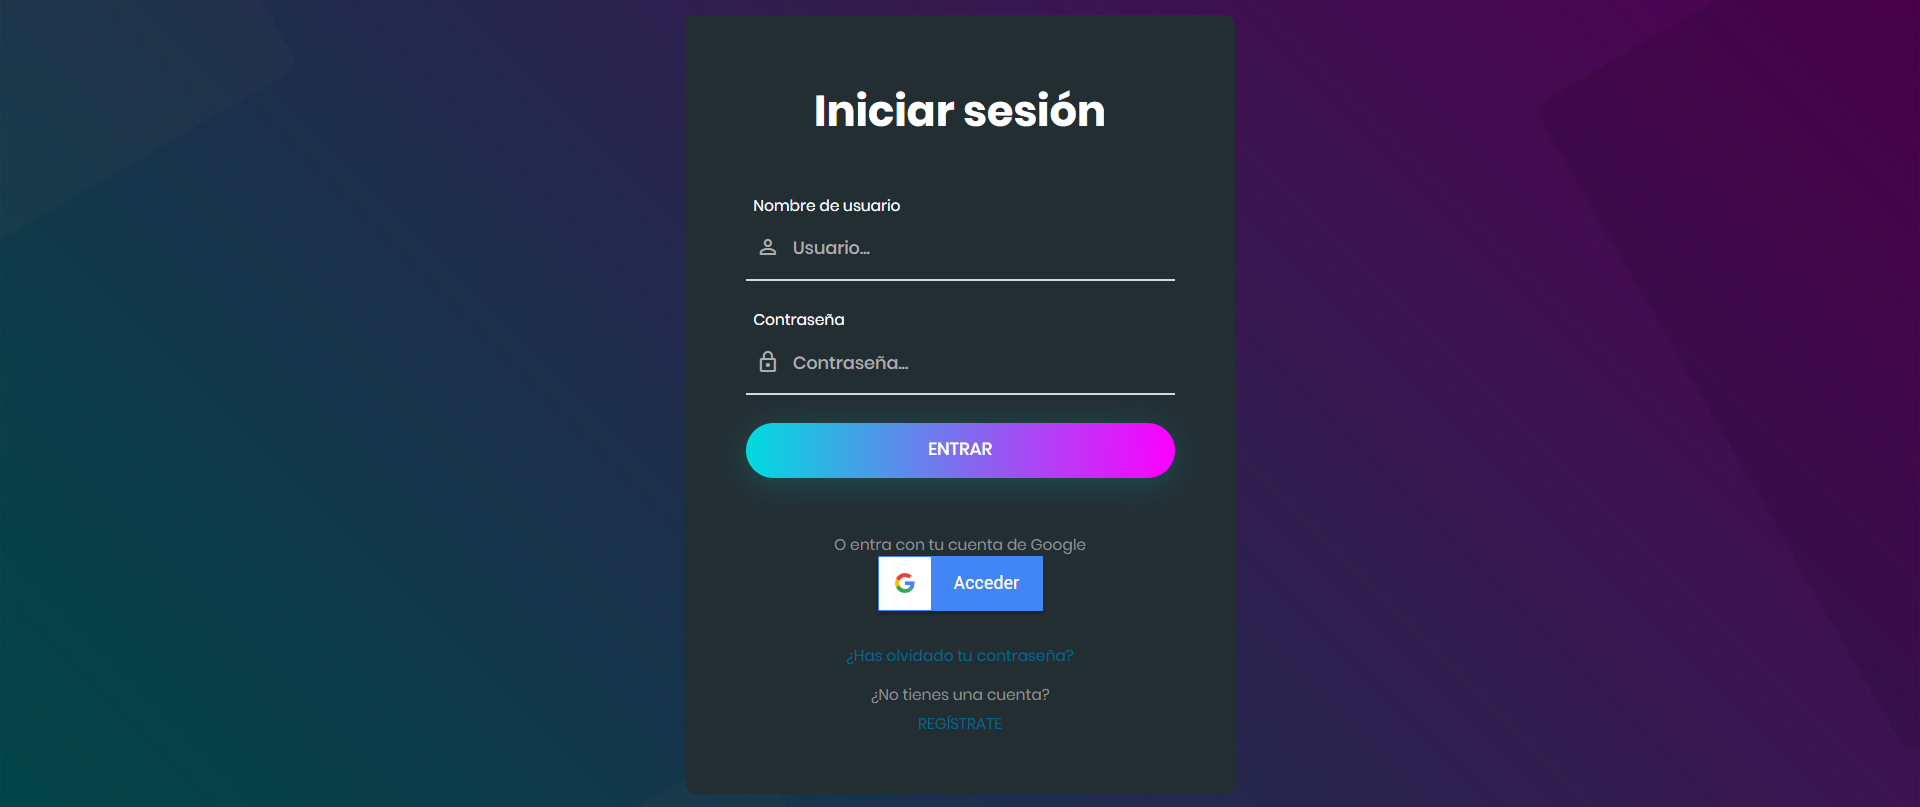 Iniciar sesión
Nombre de usuario
Usuario...
Contraseña
Contraseña...
ENTRAR
O entra con tu cuenta de Google
Acceder
¿Has olvidado tu contraseña?
¿No tienes una cuenta?
REGÍSTRATE